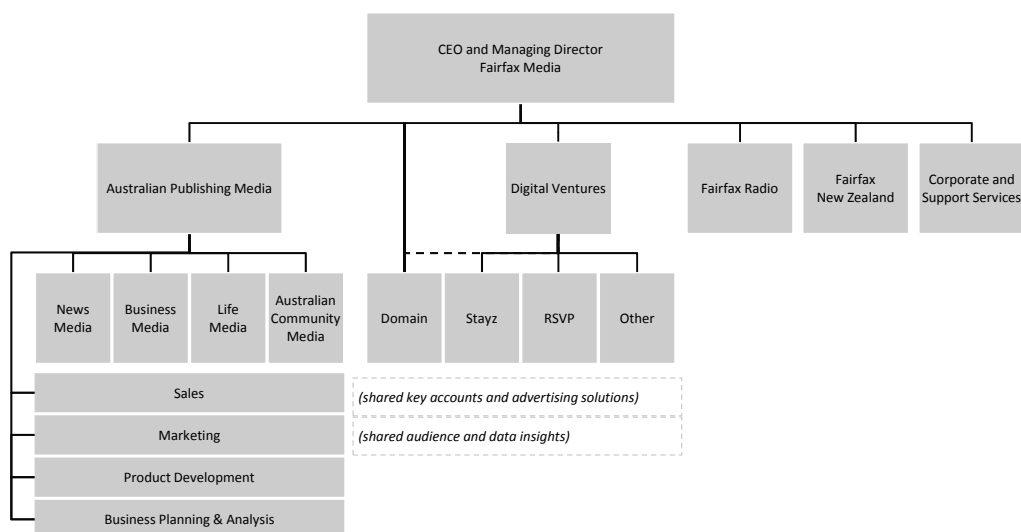 CEO and Managing Director
Fairfax Media
Australian Publishing Media
Digital Ventures
Fairfax Radio
Fairfax
New Zealand
Corporate and
Support Services
News
Media
Business
Media
Life
Media
Australian
Community
Media
Domain
Stayz
RSVP
Other
Sales
(shared key accounts and advertising solutions)
Marketing
(shared audience and data insights)
Product Development
Business Planning & Analysis